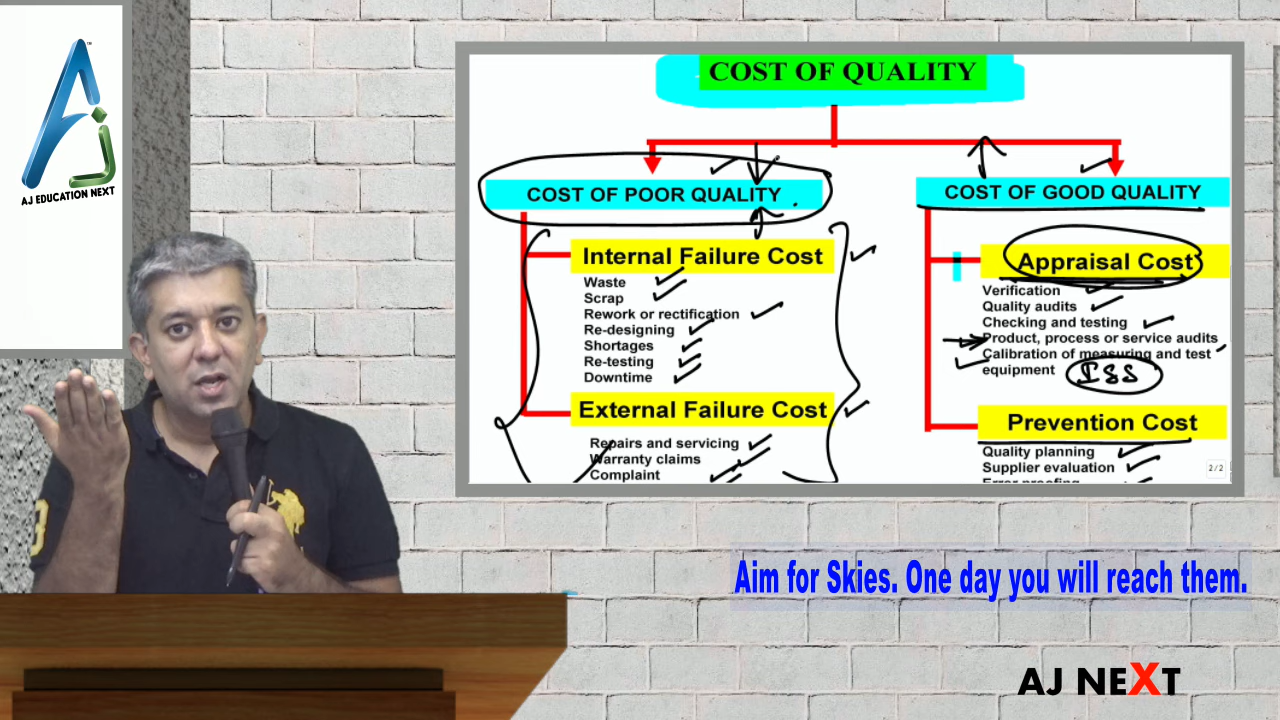 AJ EDUCATION NEXT
COST OF QUALITY
COST OF POOR QUALITY
Internal Failure Cost
Waste
Scrap
Rework or rectification
Re-designing
Shortages
Re-testing
Downtime
External Failure Cost
Repairs and servicing
Warranty claims
Complaint
COST OF GOOD QUALITY
Appraisal Cost
Verification
Quality audits
Checking and testing
Product, process or service audits
Calibration of measuring and test
equipment
Prevention Cost
Quality planning
Supplier evaluation
Error proofing
2/2
Aim for Skies. One day you will reach them.
AJ NEXT